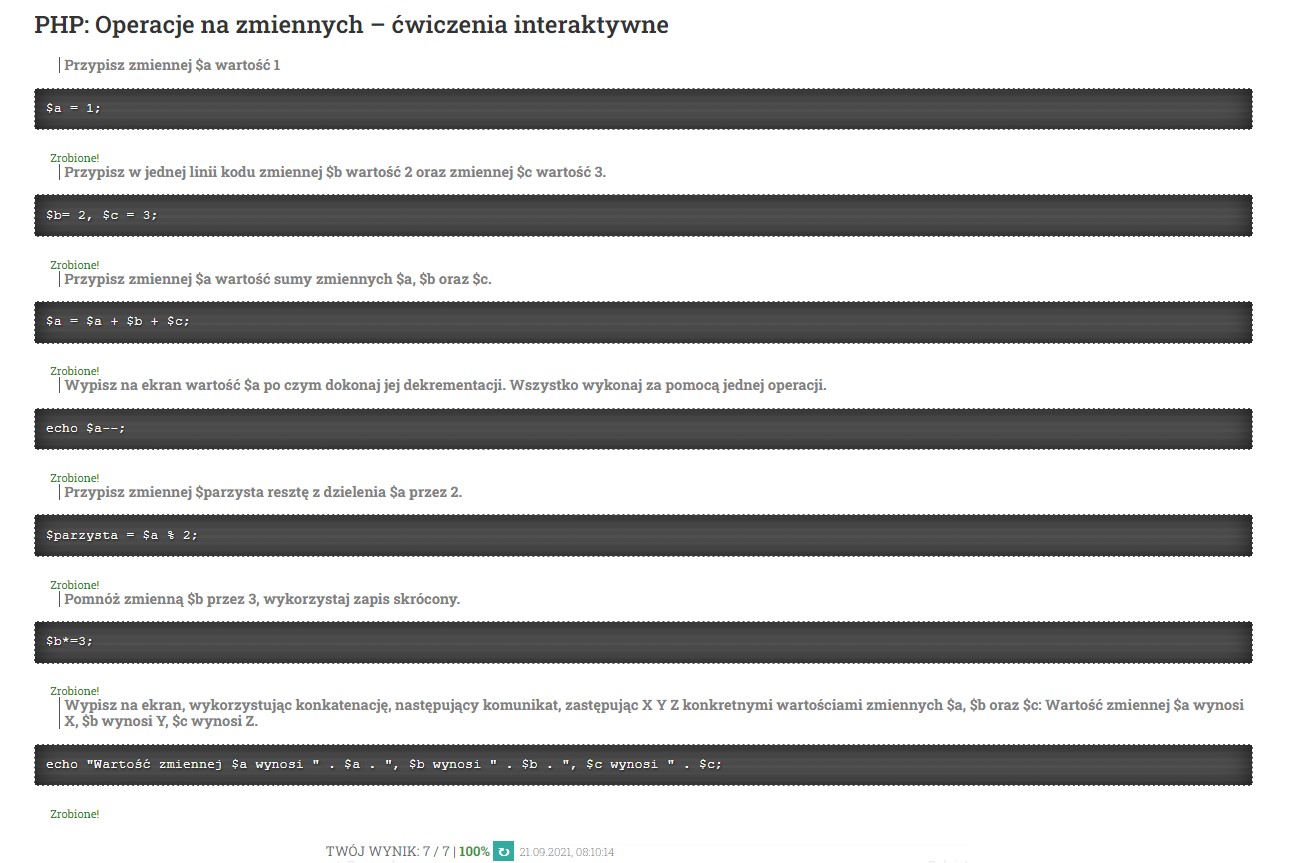 PHP: Operacje na zmiennych – ćwiczenia interaktywne
Przypisz zmiennej $a wartość 1
$a = 1;
Zrobione!
Przypisz w jednej linii kodu zmiennej $b wartość 2 oraz zmiennej $c wartość 3.
$b= 2, $c = 3;
Zrobione!
Przypisz zmiennej $a wartość sumy zmiennych $a, $b oraz $c.
$a = $a + $b + $c;
Zrobione!
Wypisz na ekran wartość $a po czym dokonaj jej dekrementacji. Wszystko wykonaj za pomocą jednej operacji.
echo $a--;
Zrobione!
Przypisz zmiennej $parzysta resztę z dzielenia $a przez 2.
$parzysta = $a % 2;
Zrobione!
Pomnóż zmienną $b przez 3, wykorzystaj zapis skrócony.
$b*=3;
Zrobione!
Wypisz na ekran, wykorzystując konkatenację, następujący komunikat, zastępując X Y Z konkretnymi wartościami zmiennych $a, $b oraz $c: Wartość zmiennej $a wynosi
X, $b wynosi Y, $c wynosi Z.
echo "Wartość zmiennej $a wynosi " . $a . ", $b wynosi " . $b . ", $c wynosi " . $c;
Zrobione!
TWÓJ WYNIK: 7 / 7 | 100% 21.09.2021, 08:10:14